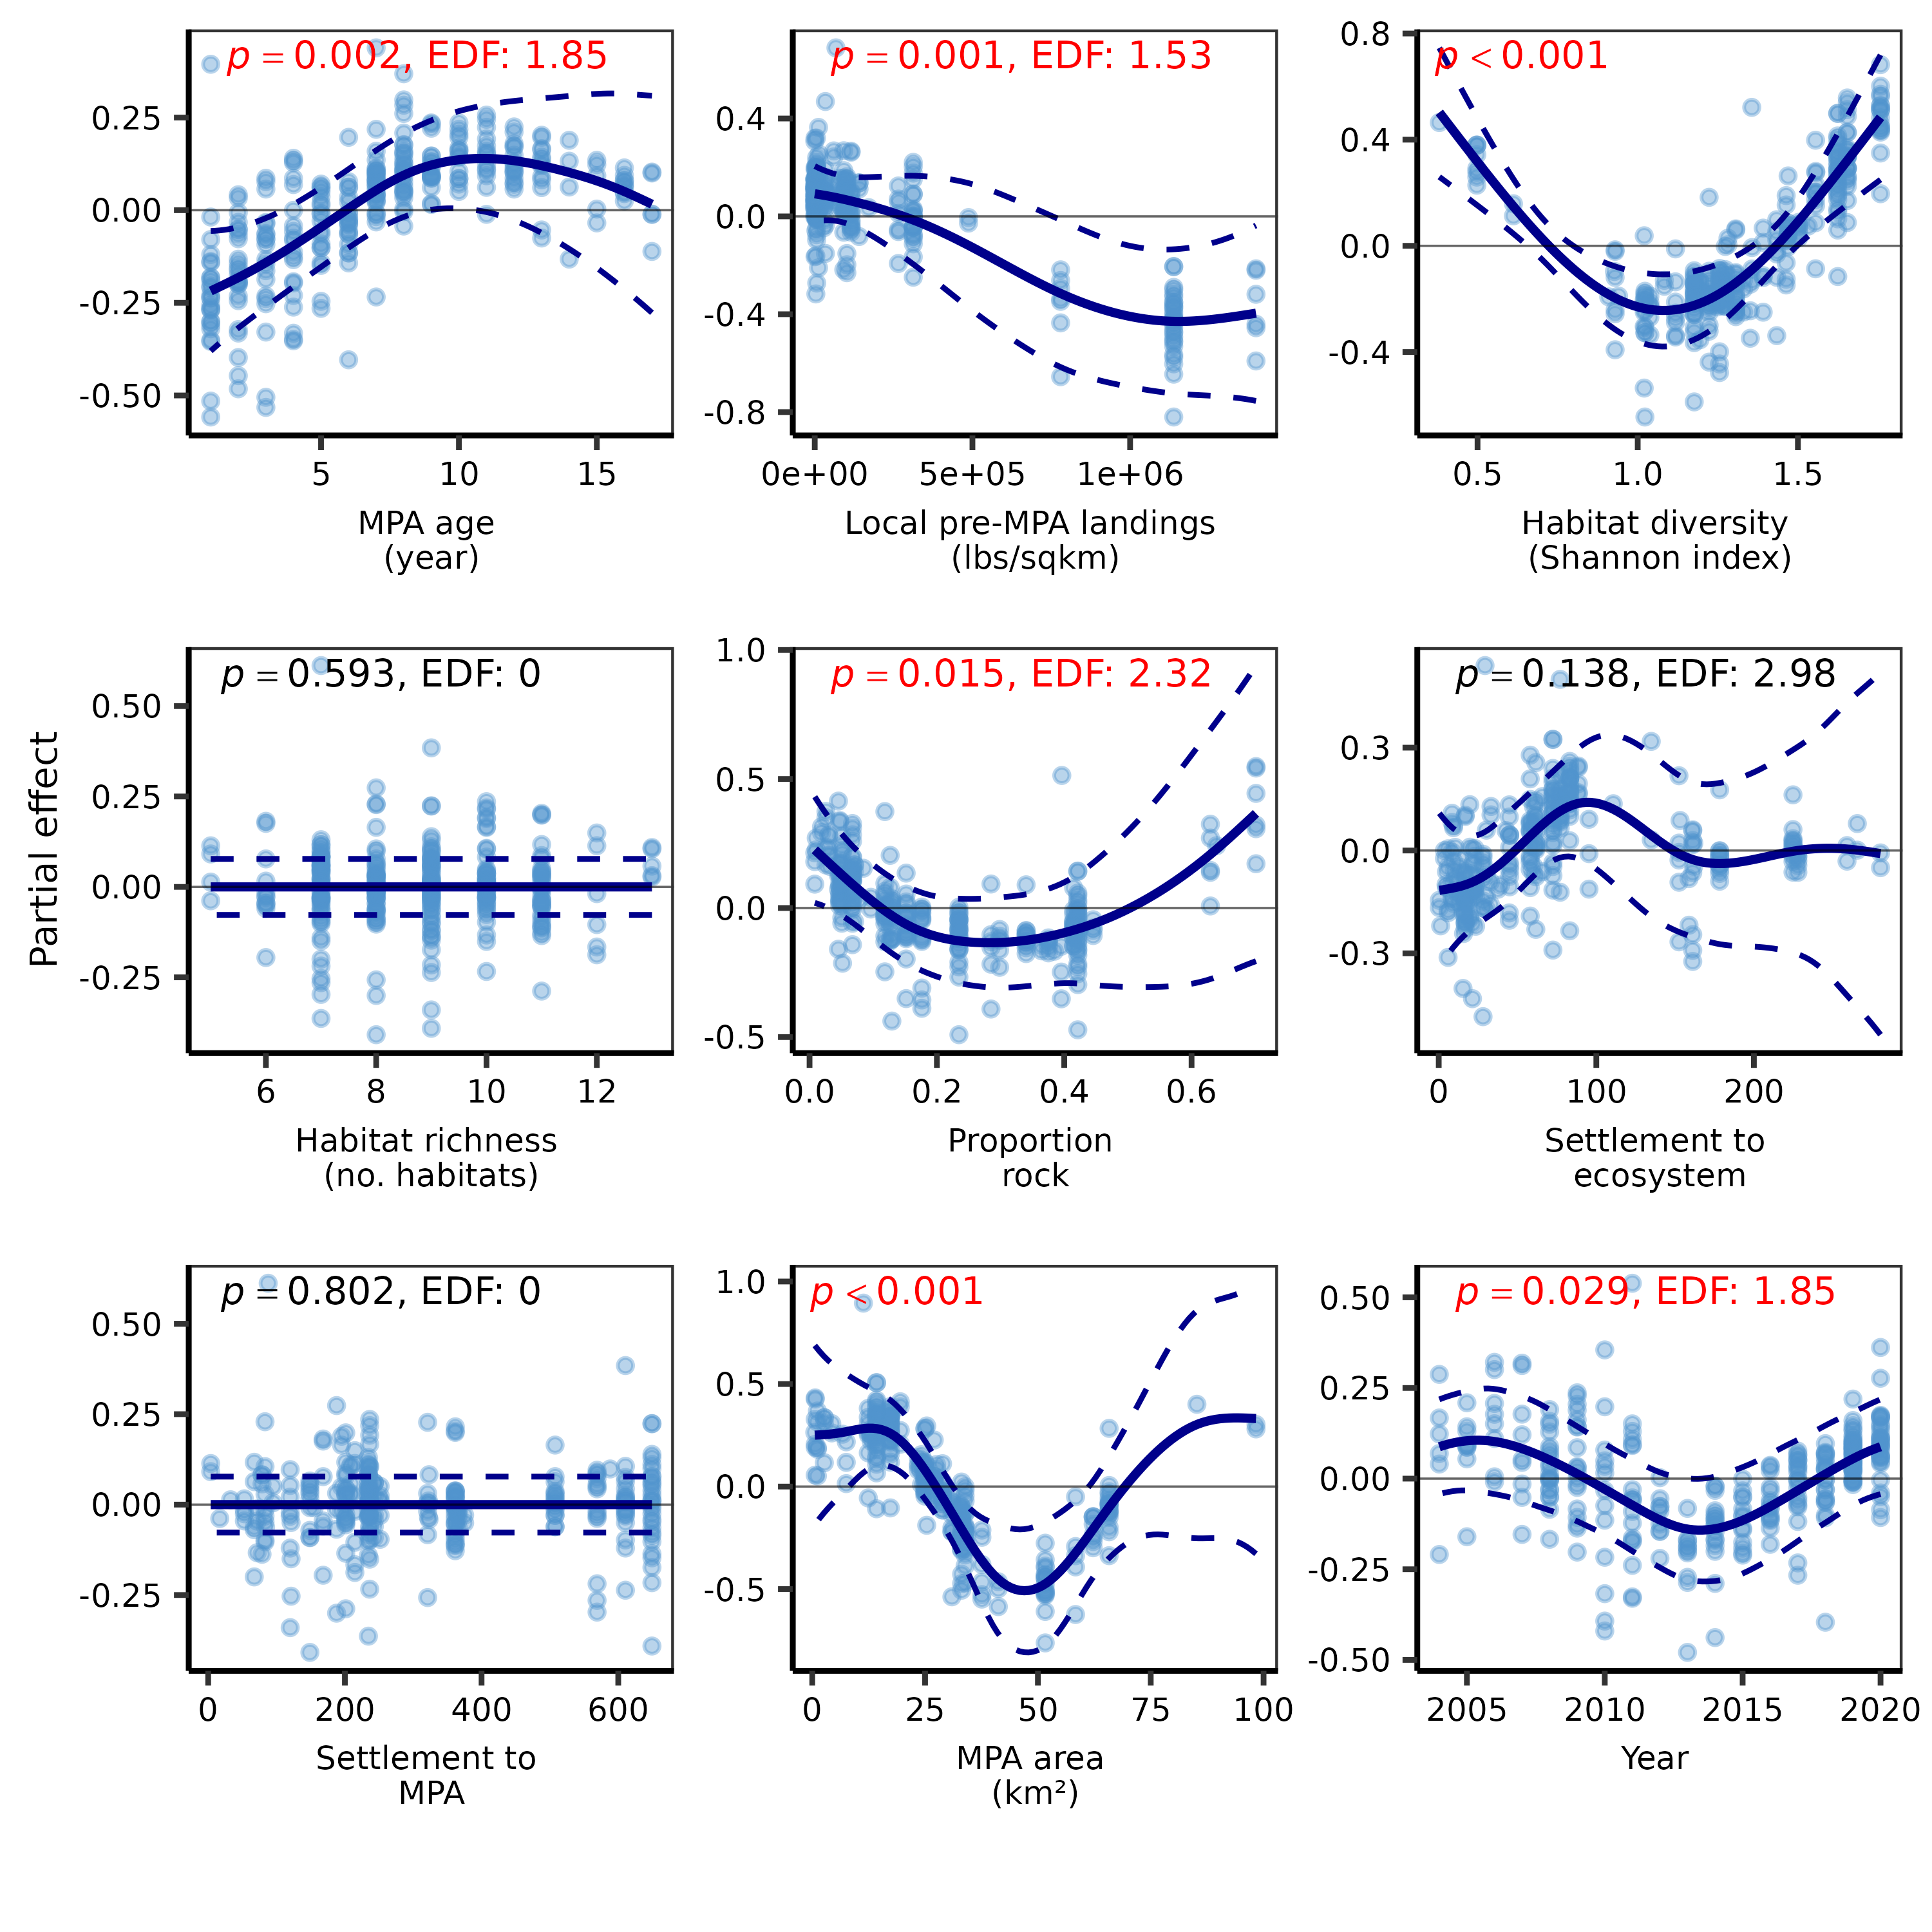 p = 0.002, EDF: 1.85
0.25
0.00
-0.25
-0.50
5 10 15
MPA age
(year)
p = 0.001, EDF: 1.53
0.4
0.0
-0.4
-0.8
0e+00 5e+05 1e+06
Local pre-MPA landings
(lbs/sqkm)
p < 0.001
0.8
0.4
0.0
-0.4
0.5 1.0 1.5
Habitat diversity
(Shannon index)
Partial effect
p = 0.593, EDF: 0
0.50
0.25
0.00
-0.25
6 8 10 12
Habitat richness
(no. habitats)
p = 0.015, EDF: 2.32
1.0
0.5
0.0
-0.5
0.0 0.2 0.4 0.6
Proportion
rock
p = 0.138, EDF: 2.98
0.3
0.0
-0.3
0 100 200
Settlement to
ecosystem
p = 0.802, EDF: 0
0.50
0.25
0.00
-0.25
0 200 400 600
Settlement to
MPA
p < 0.001
1.0
0.5
0.0
-0.5
0 25 50 75 100
MPA area
(km²)
p = 0.029, EDF: 1.85
0.50
0.25
0.00
-0.25
-0.50
2005 2010 2015 2020
Year